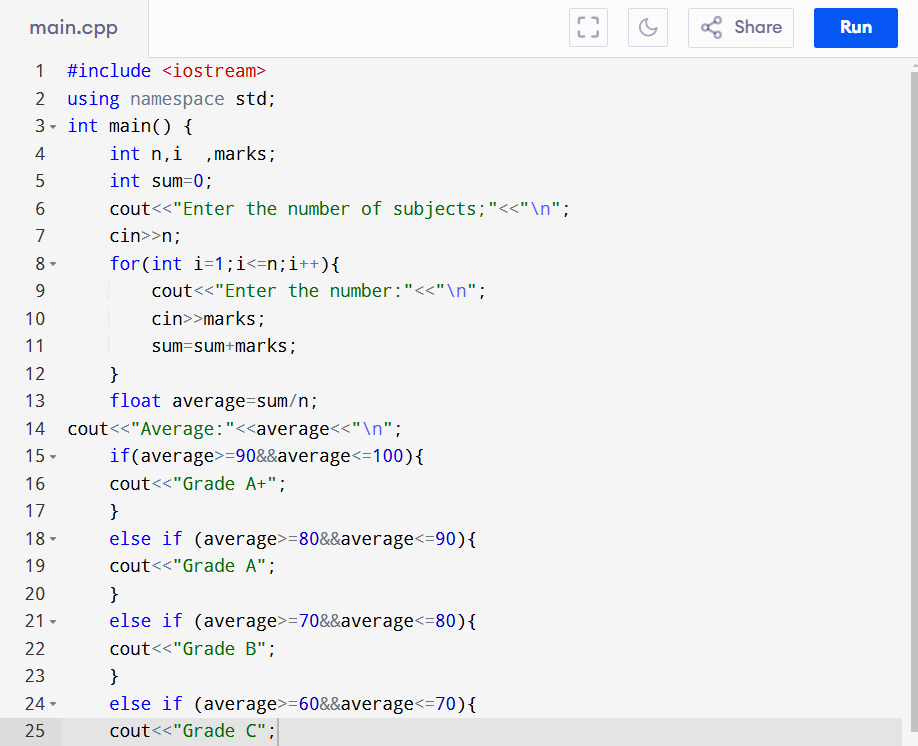 main.cpp
Share
Run
1 #include <iostream>
2 using namespace std;
3 int main() {
4     int n,i  ,marks;
5     int sum=0;
6     cout<<"Enter the number of subjects;"<<"\n";
7     cin>>n;
8     for(int i=1;i<=n;i++){
9         cout<<"Enter the number:"<<"\n";
10         cin>>marks;
11         sum=sum+marks;
12     }
13     float average=sum/n;
14 cout<<"Average:"<<average<<"\n";
15     if(average>=90&&average<=100){
16     cout<<"Grade A+";
17     }
18     else if (average>=80&&average<=90){
19     cout<<"Grade A";
20     }
21     else if (average>=70&&average<=80){
22     cout<<"Grade B";
23     }
24     else if (average>=60&&average<=70){
25     cout<<"Grade C";